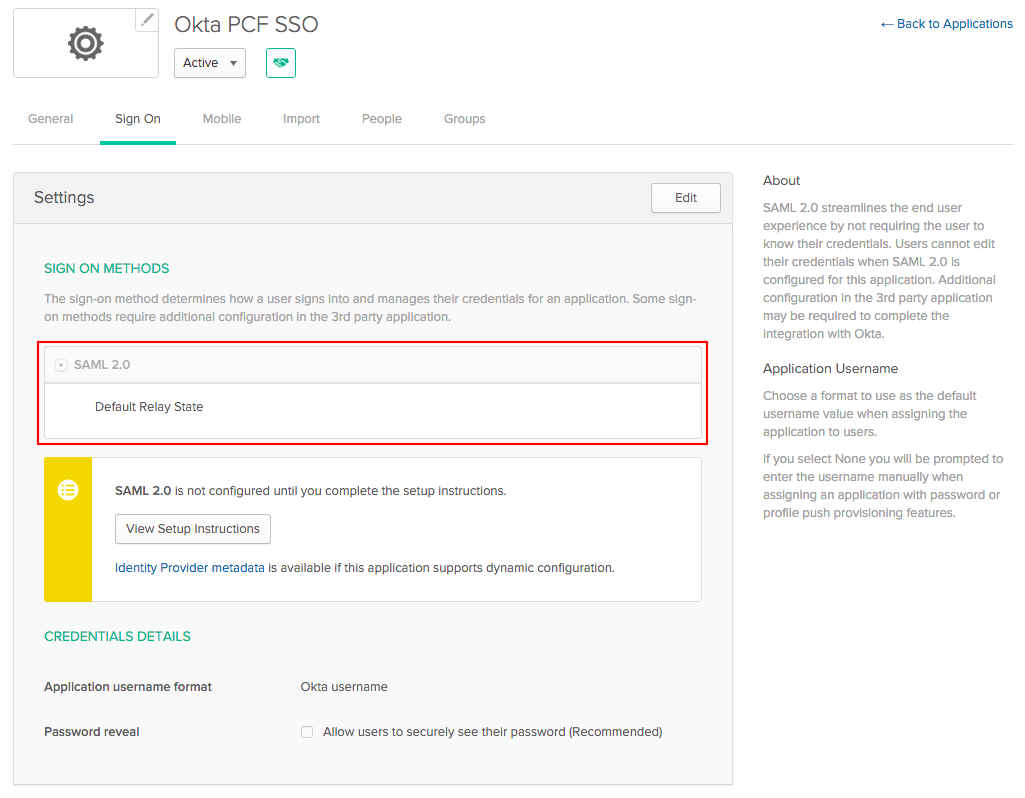 Okta PCF SSO
← Back to Applications
Active
General
Sign On
Mobile
Import
People
Groups
Settings
Edit
SIGN ON METHODS
The sign-on method determines how a user signs into and manages their credentials for an application. Some sign-
on methods require additional configuration in the 3rd party application.
SAML 2.0
Default Relay State
SAML 2.0 is not configured until you complete the setup instructions.
View Setup Instructions
Identity Provider metadata is available if this application supports dynamic configuration.
CREDENTIALS DETAILS
Application username format
Okta username
Password reveal
Allow users to securely see their password (Recommended)
About
SAML 2.0 streamlines the end user
experience by not requiring the user to
know their credentials. Users cannot edit
their credentials when SAML 2.0 is
configured for this application. Additional
configuration in the 3rd party application
may be required to complete the
integration with Okta.
Application Username
Choose a format to use as the default
username value when assigning the
application to users.
If you select None you will be prompted to
enter the username manually when
assigning an application with password or
profile push provisioning features.